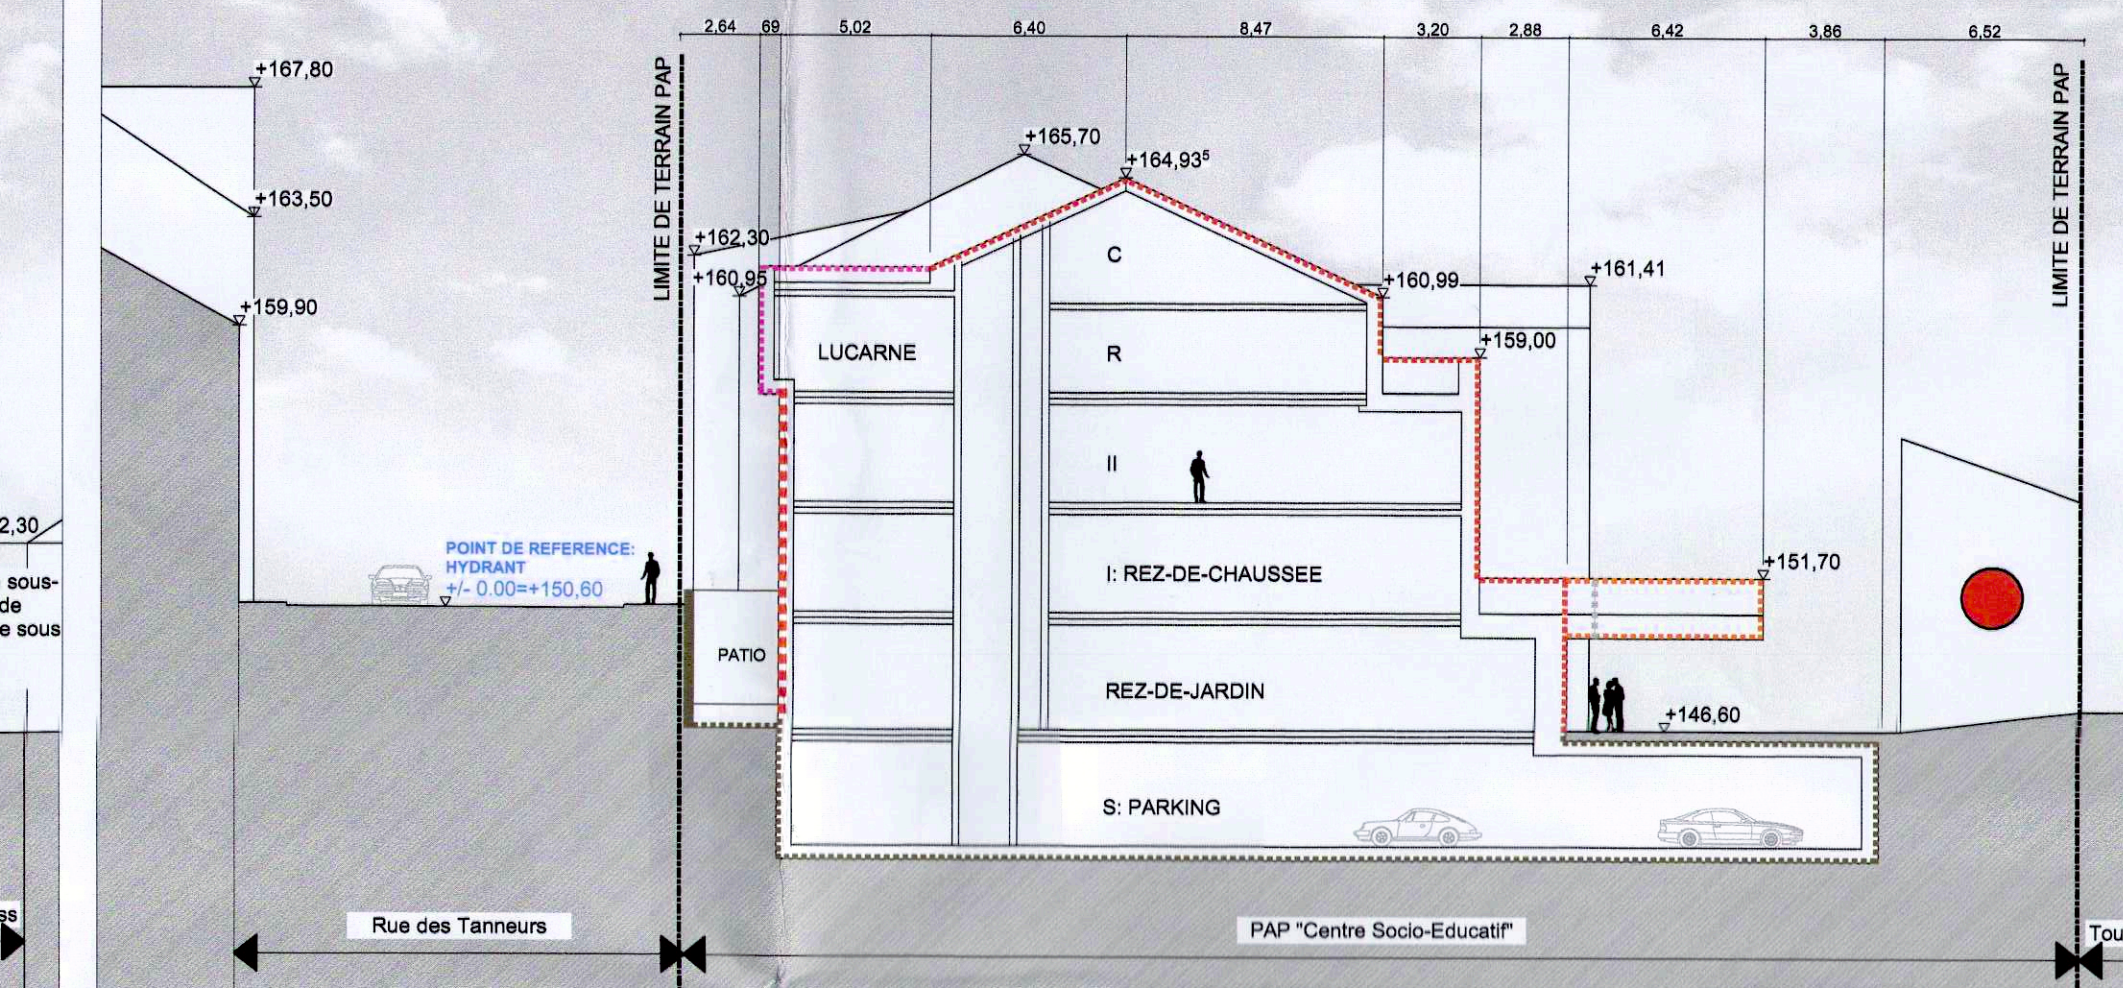 2,64 69 5,02 6,40 8,47 3,20 2,88 6,42 3,86 6,52
+167,80
+163,50
+159,90
LIMITE DE TERRAIN PAP
+165,70
+164,93⁵
+162,30
+160,95
+160,99
+161,41
+159,00
+151,70
+146,60
LIMITE DE TERRAIN PAP
C
LUCARNE
R
II
I: REZ-DE-CHAUSSEE
PATIO
REZ-DE-JARDIN
S: PARKING
POINT DE REFERENCE:
HYDRANT
+/- 0.00=+150,60
2,30
sous-
de
e sous
ss
Rue des Tanneurs
PAP "Centre Socio-Educatif"
Tou